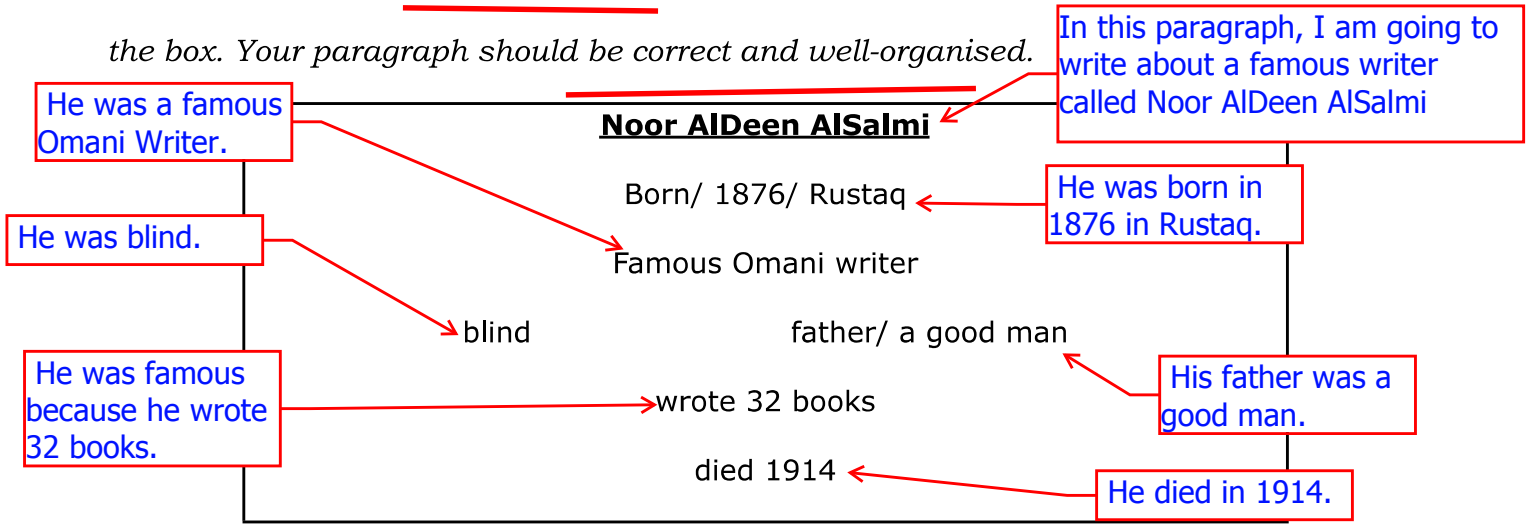 the box. Your paragraph should be correct and well-organised.
In this paragraph, I am going to
write about a famous writer
called Noor AlDeen AlSalmi
He was a famous
Omani Writer.
Noor AlDeen AlSalmi
Born/ 1876/ Rustaq
He was born in
1876 in Rustaq.
He was blind.
Famous Omani writer
blind
father/ a good man
He was famous
because he wrote
32 books.
wrote 32 books
His father was a
good man.
died 1914
He died in 1914.